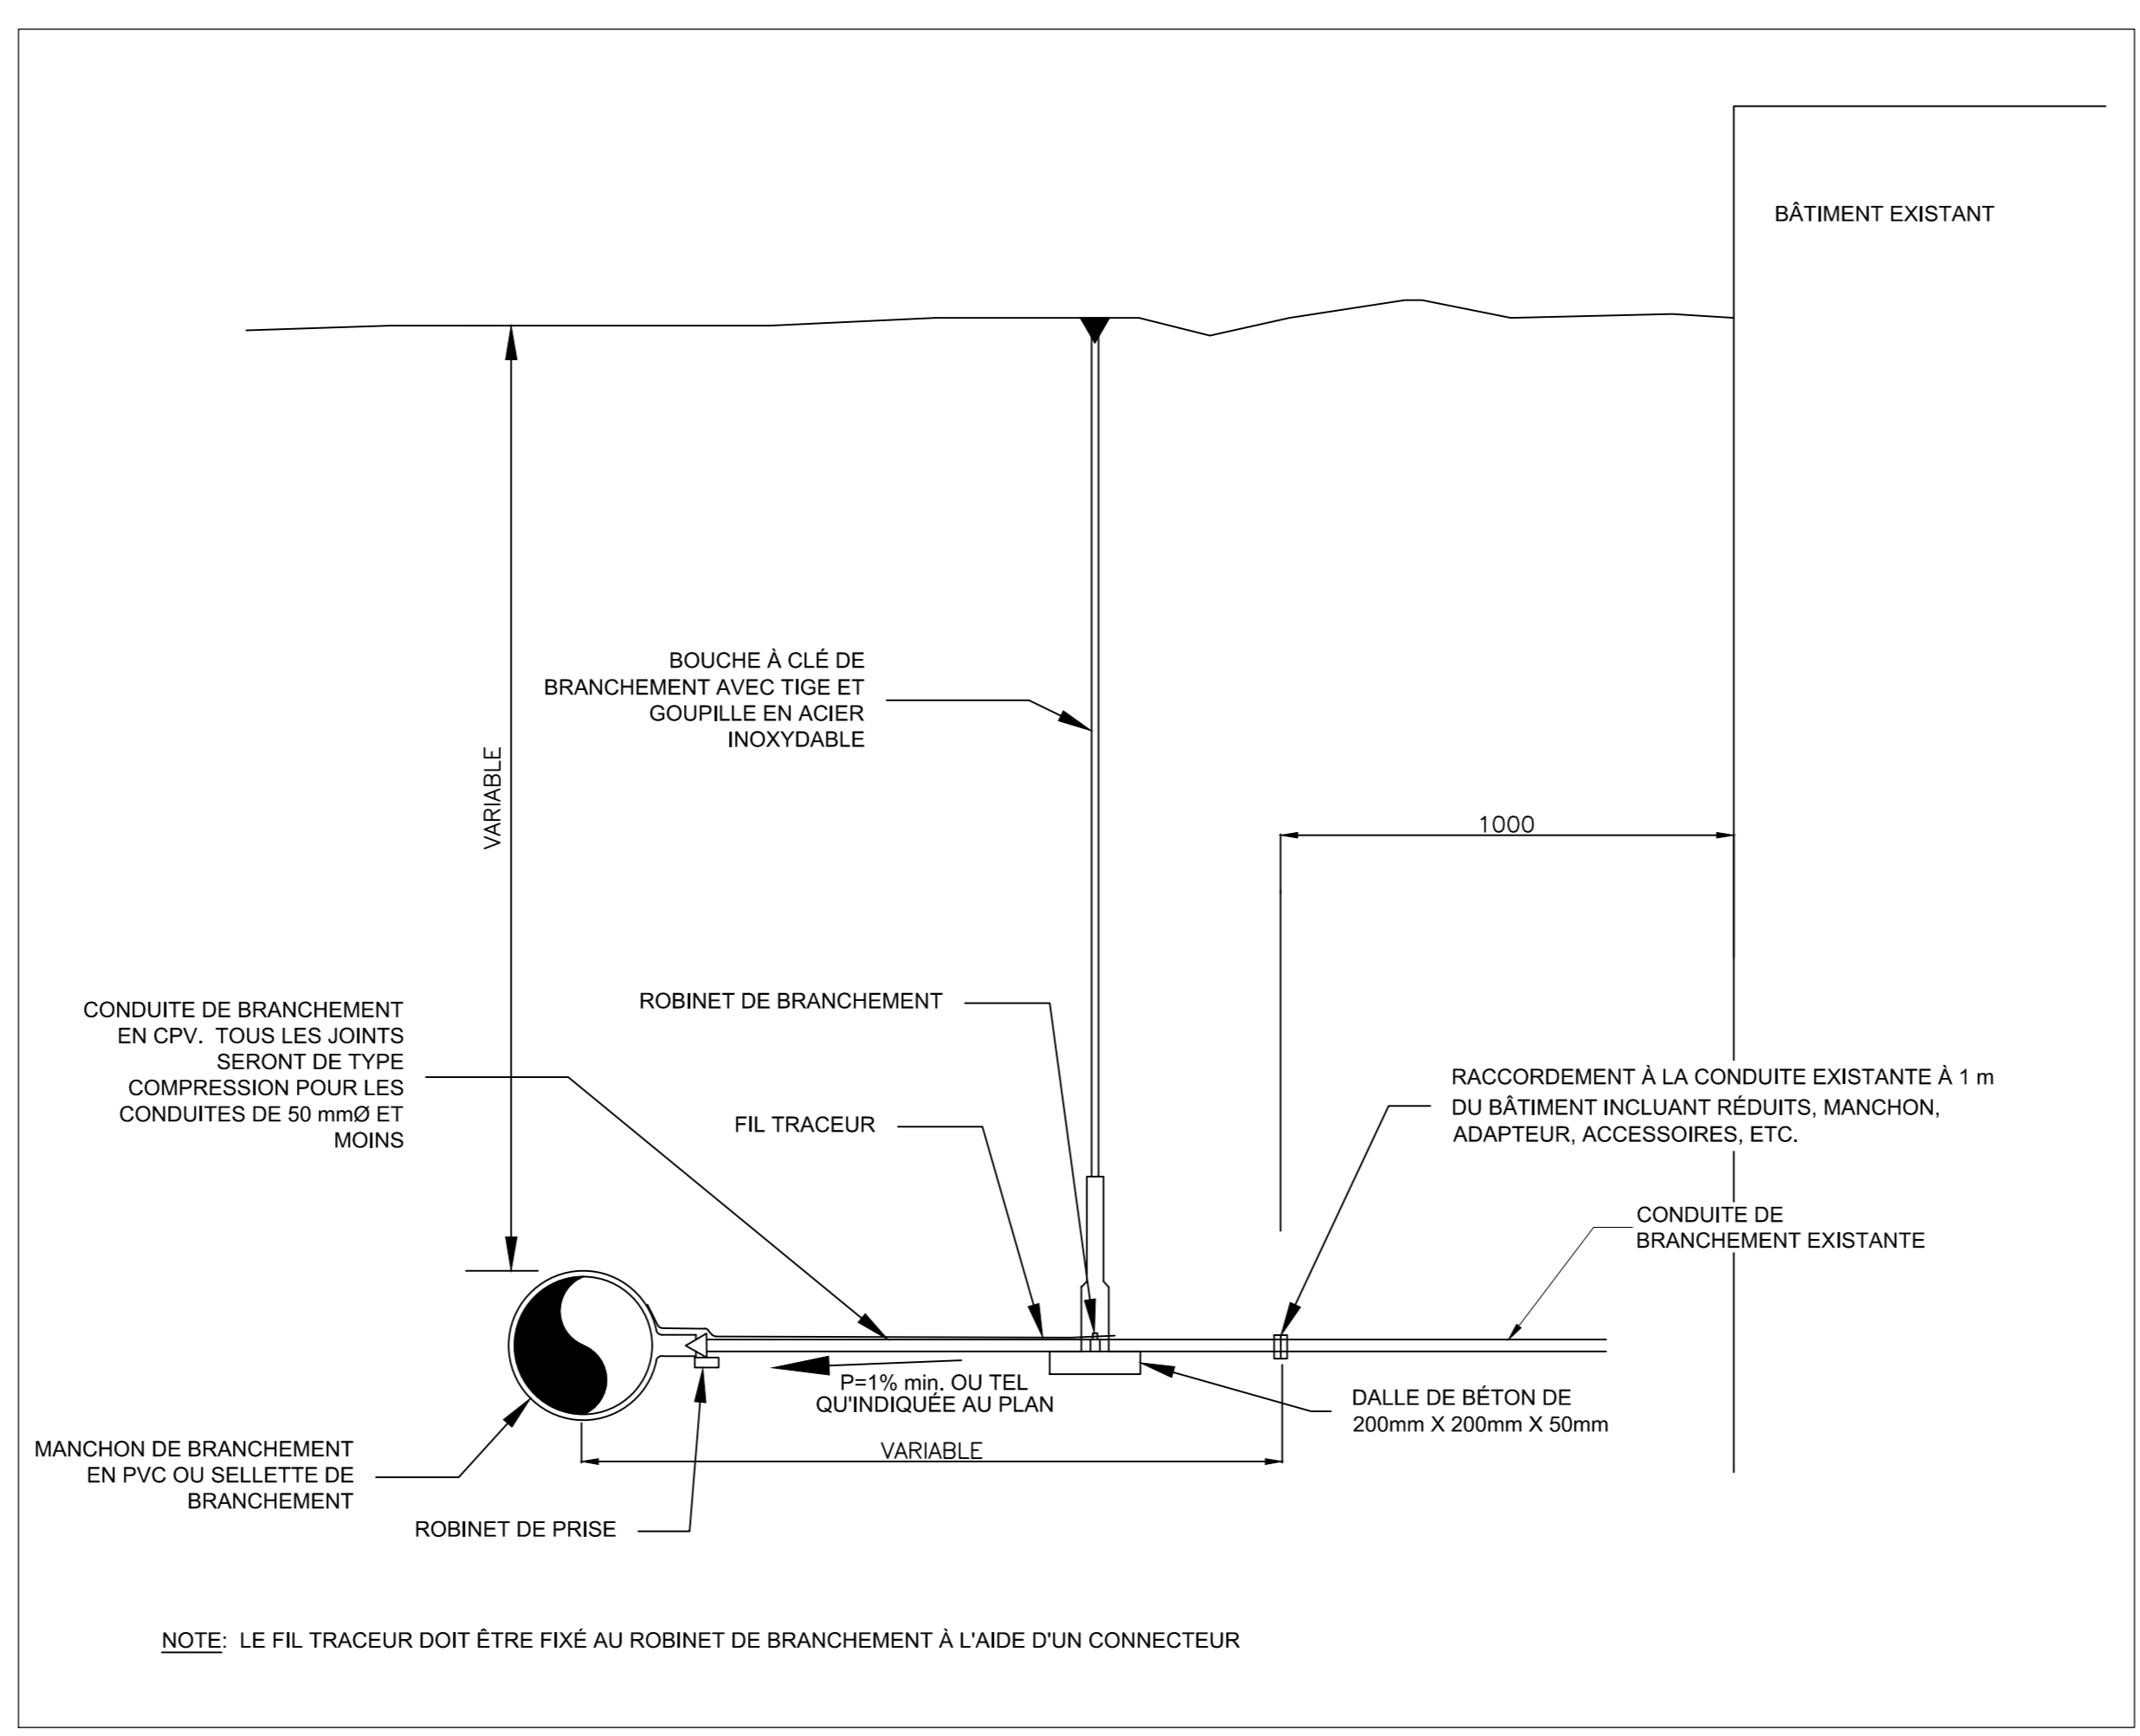 BÂTIMENT EXISTANT
BOUCHE À CLÉ DE
BRANCHEMENT AVEC TIGE ET
GOUPILLE EN ACIER
INOXYDABLE
VARIABLE
1000
CONDUITE DE BRANCHEMENT
EN CPV. TOUS LES JOINTS
SERONT DE TYPE
COMPRESSION POUR LES
CONDUITES DE 50 mmØ ET
MOINS
ROBINET DE BRANCHEMENT
FIL TRACEUR
RACCORDEMENT À LA CONDUITE EXISTANTE À 1 m
DU BÂTIMENT INCLUANT RÉDUITS, MANCHON,
ADAPTEUR, ACCESSOIRES, ETC.
CONDUITE DE
BRANCHEMENT EXISTANTE
P=1% min. OU TEL
QU'INDIQUÉE AU PLAN
DALLE DE BÉTON DE
200mm X 200mm X 50mm
VARIABLE
MANCHON DE BRANCHEMENT
EN PVC OU SELLETTE DE
BRANCHEMENT
ROBINET DE PRISE
NOTE: LE FIL TRACEUR DOIT ÊTRE FIXÉ AU ROBINET DE BRANCHEMENT À L'AIDE D'UN CONNECTEUR